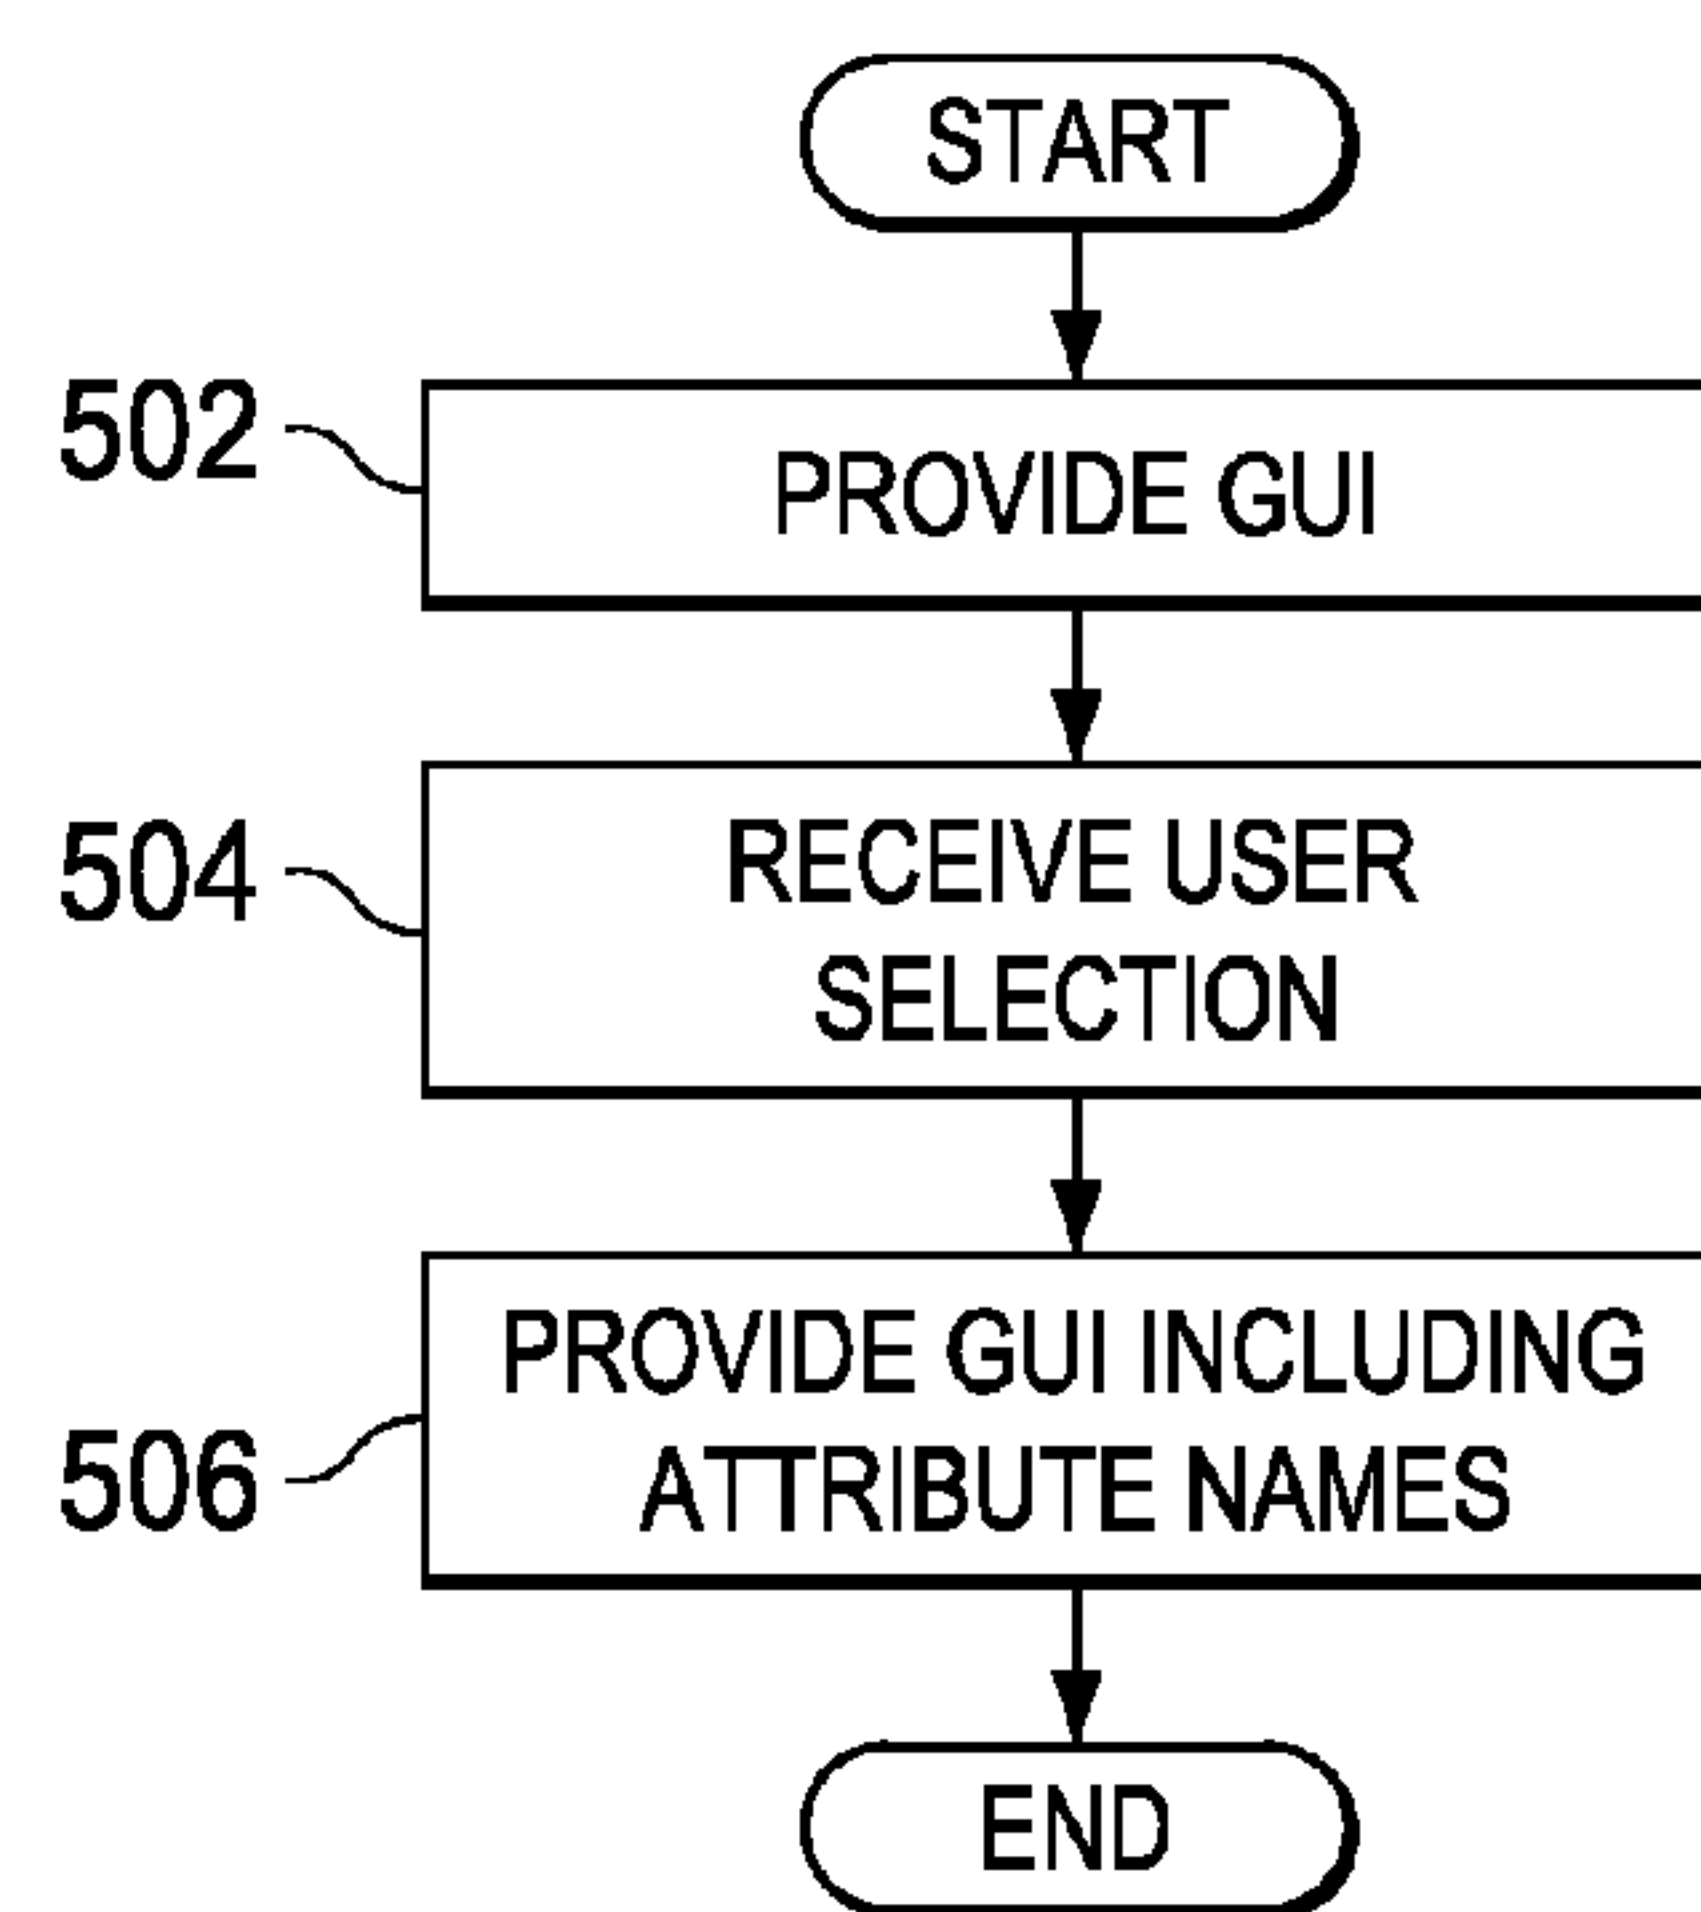 START
502
PROVIDE GUI
504
RECEIVE USER
SELECTION
506
PROVIDE GUI INCLUDING
ATTRIBUTE NAMES
END